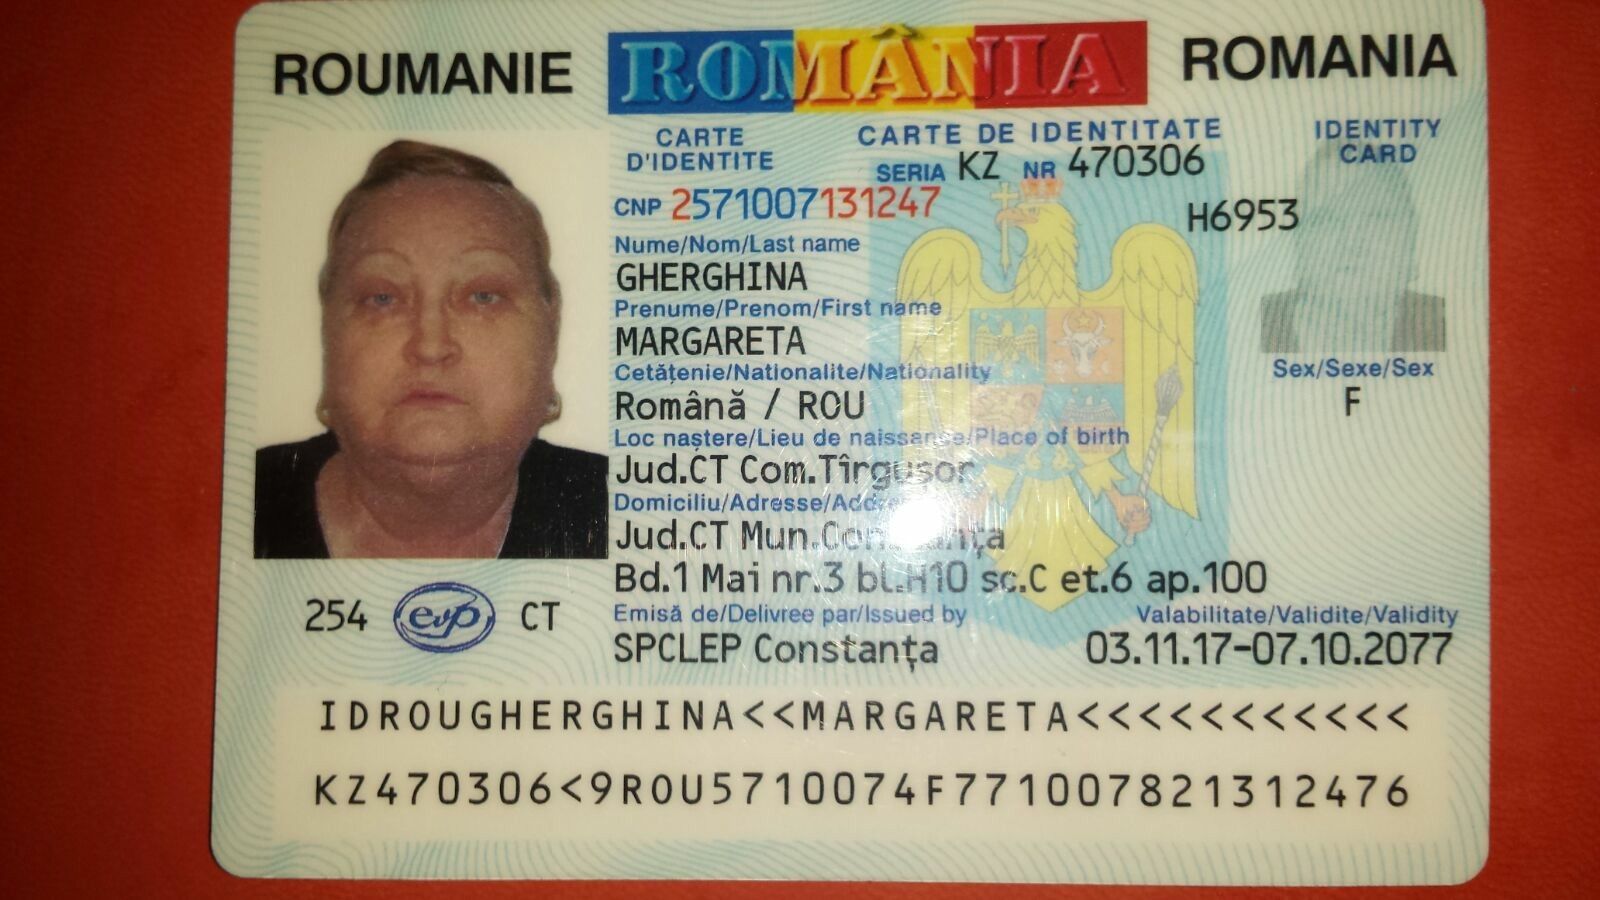 ROUMANIE ROMÂNIA ROMANIA
CARTE D'IDENTITE
CARTE DE IDENTITATE
IDENTITY CARD
SERIA KZ NR 470306
CNP 2571007131247
H6953
Nume/Nom/Last name
GHERGHINA
Prenume/Prenom/First name
MARGARETA
Cetățenie/Nationalite/Nationality
Română / ROU
Sex/Sexe/Sex
F
Loc naștere/Lieu de naissance/Place of birth
Jud.CT Com.Tîrgușor
Domiciliu/Adresse/Address
Jud.CT Mun.Constanța
Bd.1 Mai nr.3 bl.H10 sc.C et.6 ap.100
Emisă de/Delivree par/Issued by
SPCLEP Constanța
Valabilitate/Validite/Validity
03.11.17-07.10.2077
254 evp CT
IDROUGHERGHINA<<MARGARETA<<<<<<<<<<<
KZ470306<9ROU5710074F771007821312476